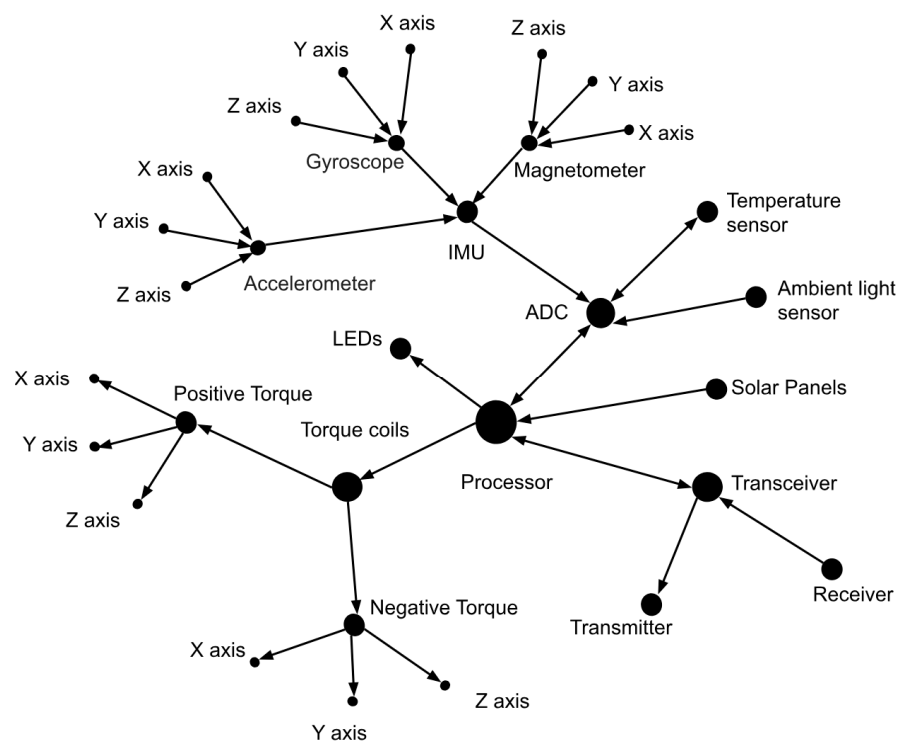 X axis
Z axis
Y axis
Y axis
Z axis
X axis
Gyroscope
Magnetometer
X axis
Temperature
sensor
Y axis
IMU
Z axis
Accelerometer
Ambient light
sensor
ADC
LEDs
X axis
Positive Torque
Solar Panels
Y axis
Torque coils
Processor
Transceiver
Z axis
Receiver
Negative Torque
Transmitter
X axis
Z axis
Y axis